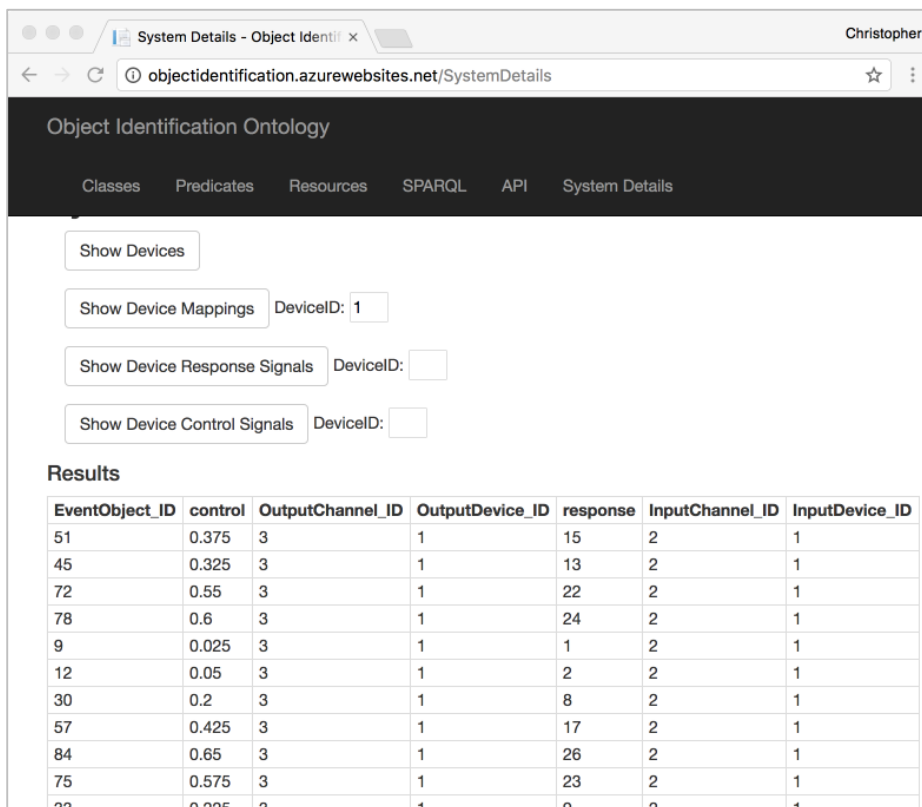 System Details - Object Identif ×
Christopher
objectidentification.azurewebsites.net/SystemDetails
Object Identification Ontology
Classes Predicates Resources SPARQL API System Details
Show Devices
Show Device Mappings DeviceID: 1
Show Device Response Signals DeviceID:
Show Device Control Signals DeviceID:
Results
EventObject_ID control OutputChannel_ID OutputDevice_ID response InputChannel_ID InputDevice_ID
51 0.375 3 1 15 2 1
45 0.325 3 1 13 2 1
72 0.55 3 1 22 2 1
78 0.6 3 1 24 2 1
9 0.025 3 1 1 2 1
12 0.05 3 1 2 2 1
30 0.2 3 1 8 2 1
57 0.425 3 1 17 2 1
84 0.65 3 1 26 2 1
75 0.575 3 1 23 2 1